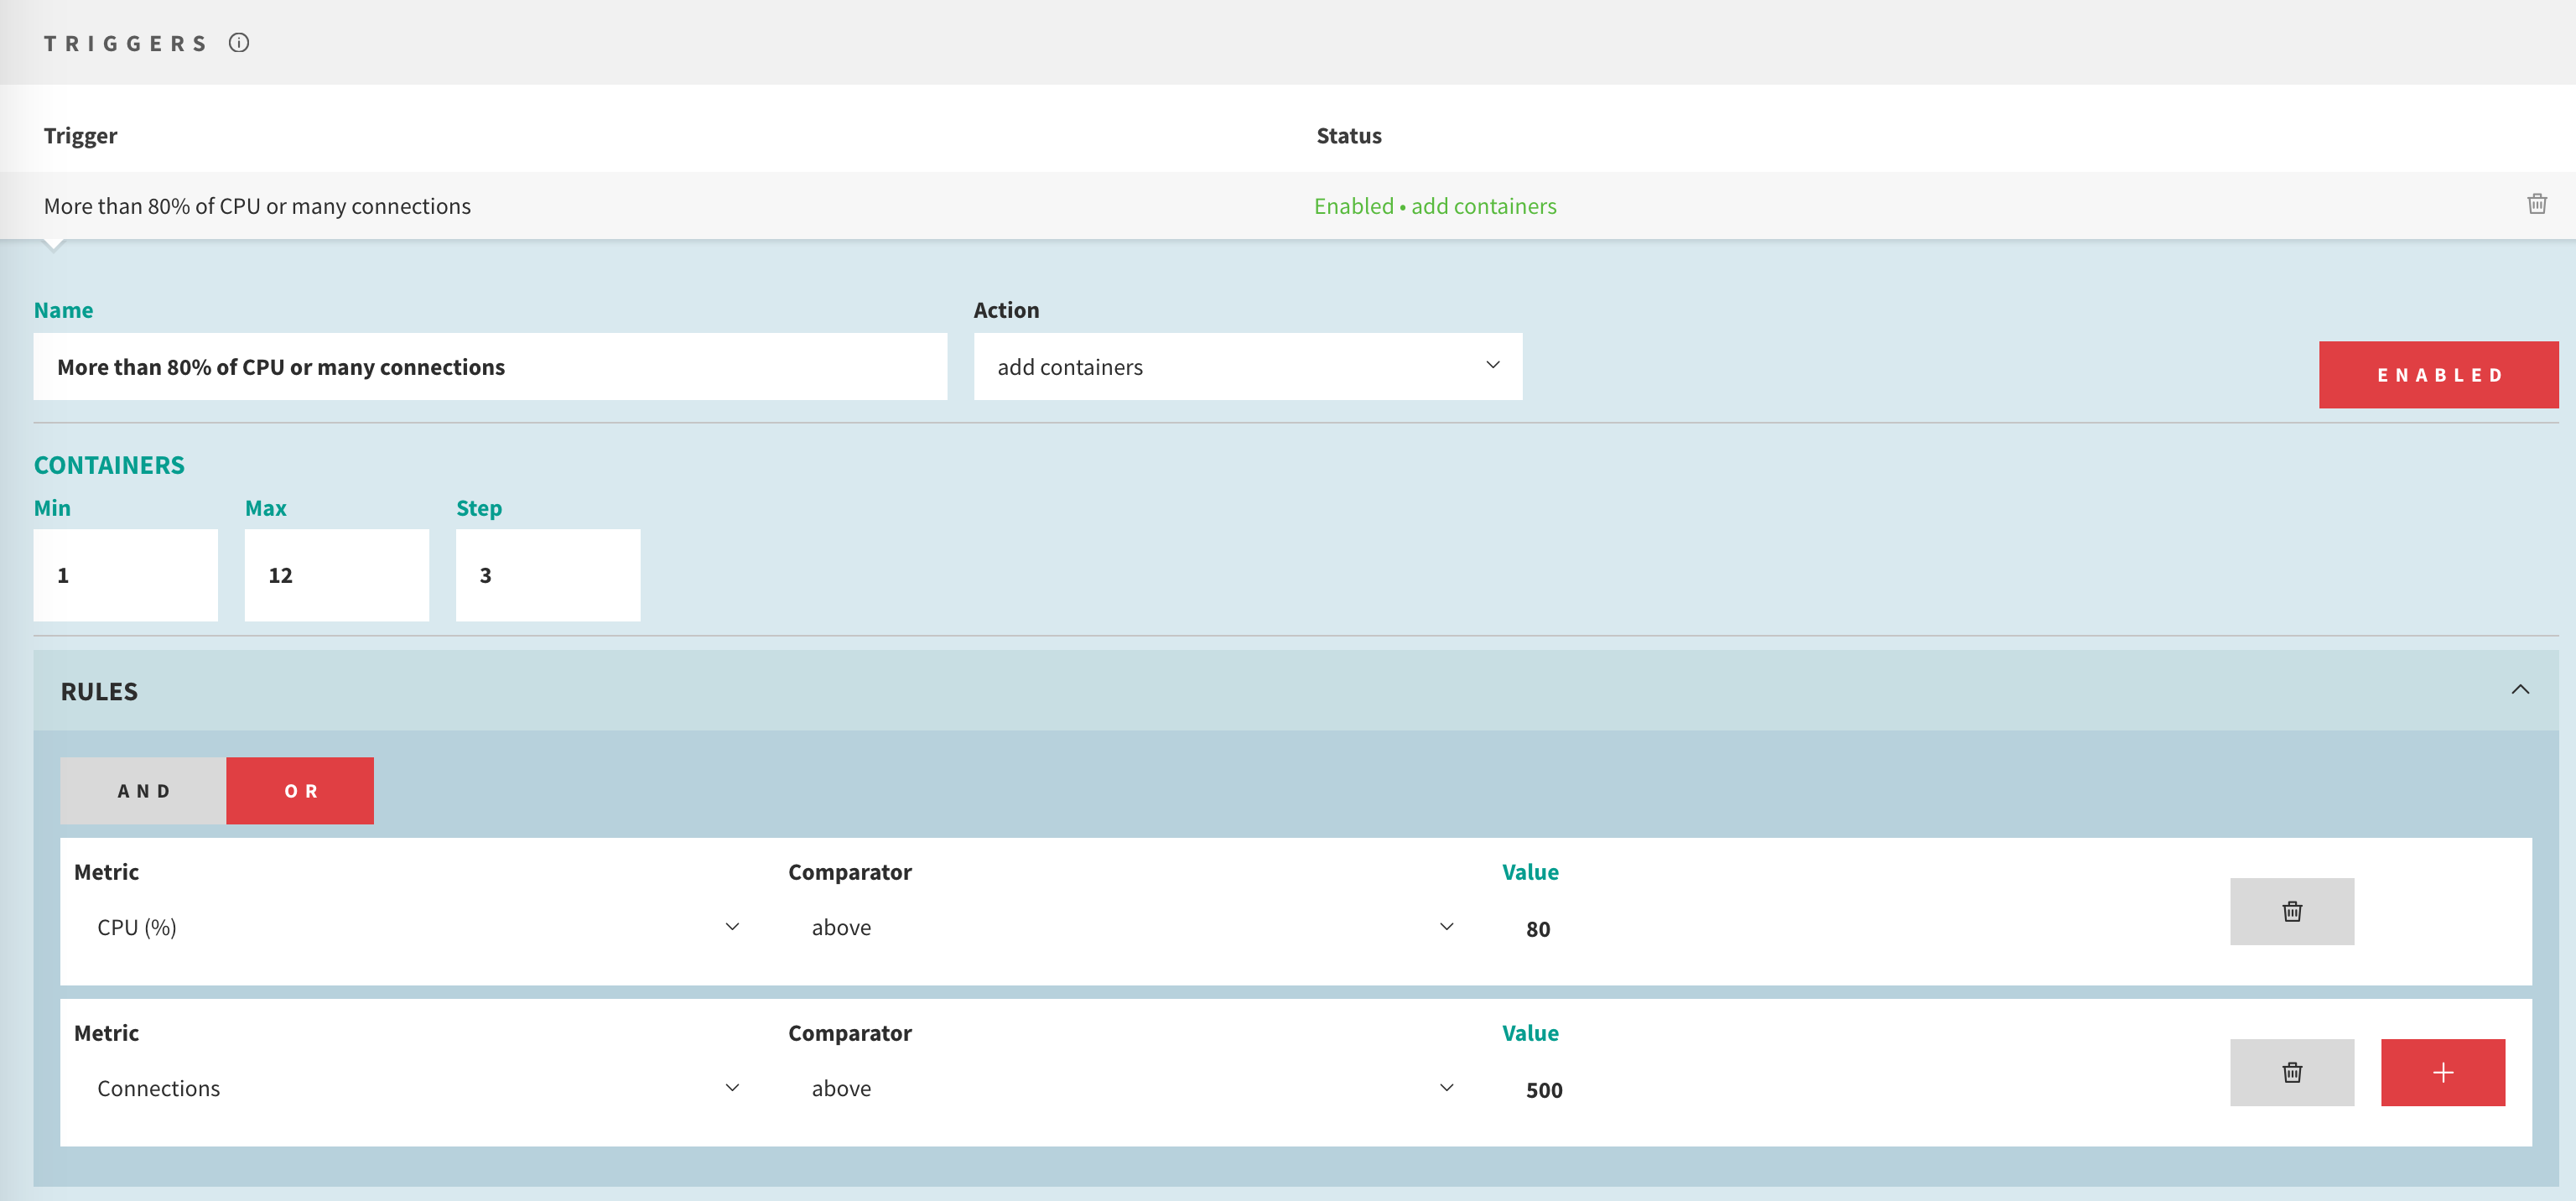 TRIGGERS
Trigger Status
More than 80% of CPU or many connections Enabled • add containers
Name Action
More than 80% of CPU or many connections add containers ENABLED
CONTAINERS
Min Max Step
1 12 3
RULES
AND OR
Metric Comparator Value
CPU (%) above 80
Metric Comparator Value
Connections above 500